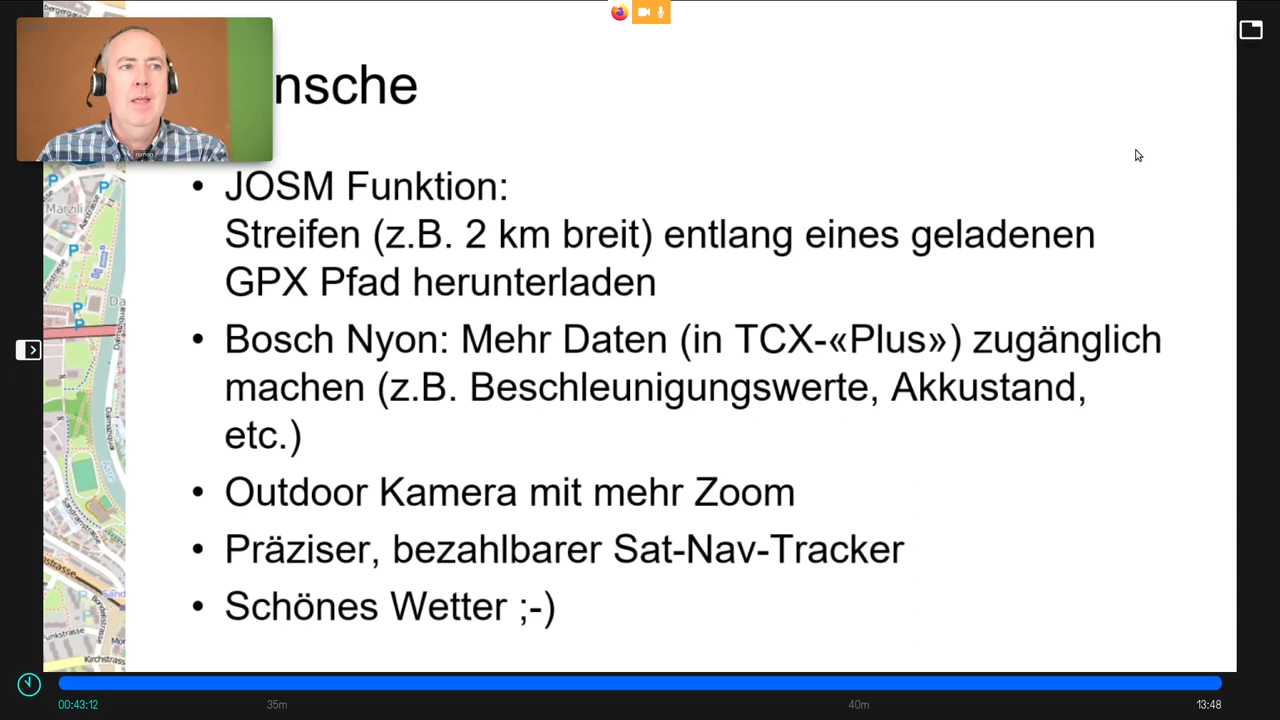 nsche
• JOSM Funktion:
Streifen (z.B. 2 km breit) entlang eines geladenen
GPX Pfad herunterladen
• Bosch Nyon: Mehr Daten (in TCX-«Plus») zugänglich
machen (z.B. Beschleunigungswerte, Akkustand,
etc.)
• Outdoor Kamera mit mehr Zoom
• Präziser, bezahlbarer Sat-Nav-Tracker
• Schönes Wetter ;-)
Marzili
P
P
P
P
P
Kirchstrass
00:43:12
35m
40m
13:48